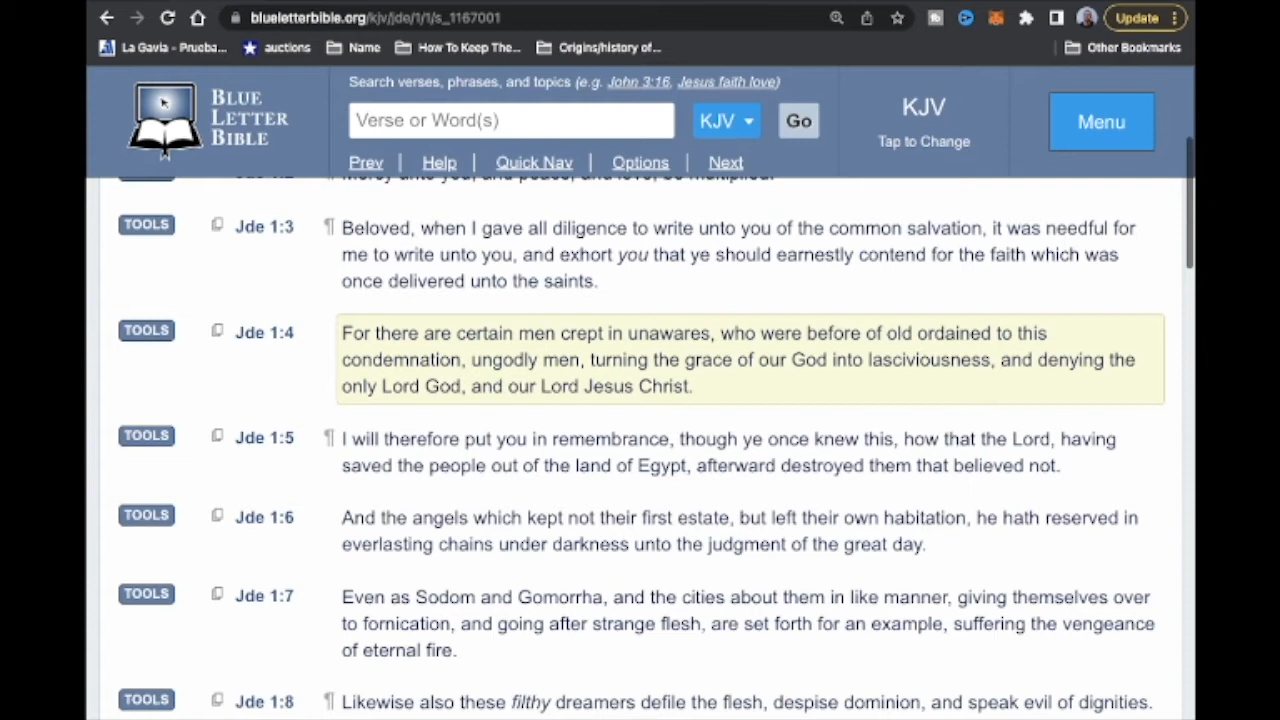 blueletterbible.org/kjv/jde/1/1/s_1167001
Update
La Gavia - Prueba...
auctions
Name
How To Keep The...
Origins/history of...
Other Bookmarks
BLUE
LETTER
BIBLE
Search verses, phrases, and topics (e.g. John 3:16, Jesus faith love)
Verse or Word(s)
KJV
Go
Prev | Help | Quick Nav | Options | Next
KJV
Tap to Change
Menu
Mercy unto you, and peace, and love, be multiplied.
TOOLS Jde 1:3 ¶ Beloved, when I gave all diligence to write unto you of the common salvation, it was needful for
me to write unto you, and exhort you that ye should earnestly contend for the faith which was
once delivered unto the saints.
TOOLS Jde 1:4 For there are certain men crept in unawares, who were before of old ordained to this
condemnation, ungodly men, turning the grace of our God into lasciviousness, and denying the
only Lord God, and our Lord Jesus Christ.
TOOLS Jde 1:5 ¶ I will therefore put you in remembrance, though ye once knew this, how that the Lord, having
saved the people out of the land of Egypt, afterward destroyed them that believed not.
TOOLS Jde 1:6 And the angels which kept not their first estate, but left their own habitation, he hath reserved in
everlasting chains under darkness unto the judgment of the great day.
TOOLS Jde 1:7 Even as Sodom and Gomorrha, and the cities about them in like manner, giving themselves over
to fornication, and going after strange flesh, are set forth for an example, suffering the vengeance
of eternal fire.
TOOLS Jde 1:8 ¶ Likewise also these filthy dreamers defile the flesh, despise dominion, and speak evil of dignities.